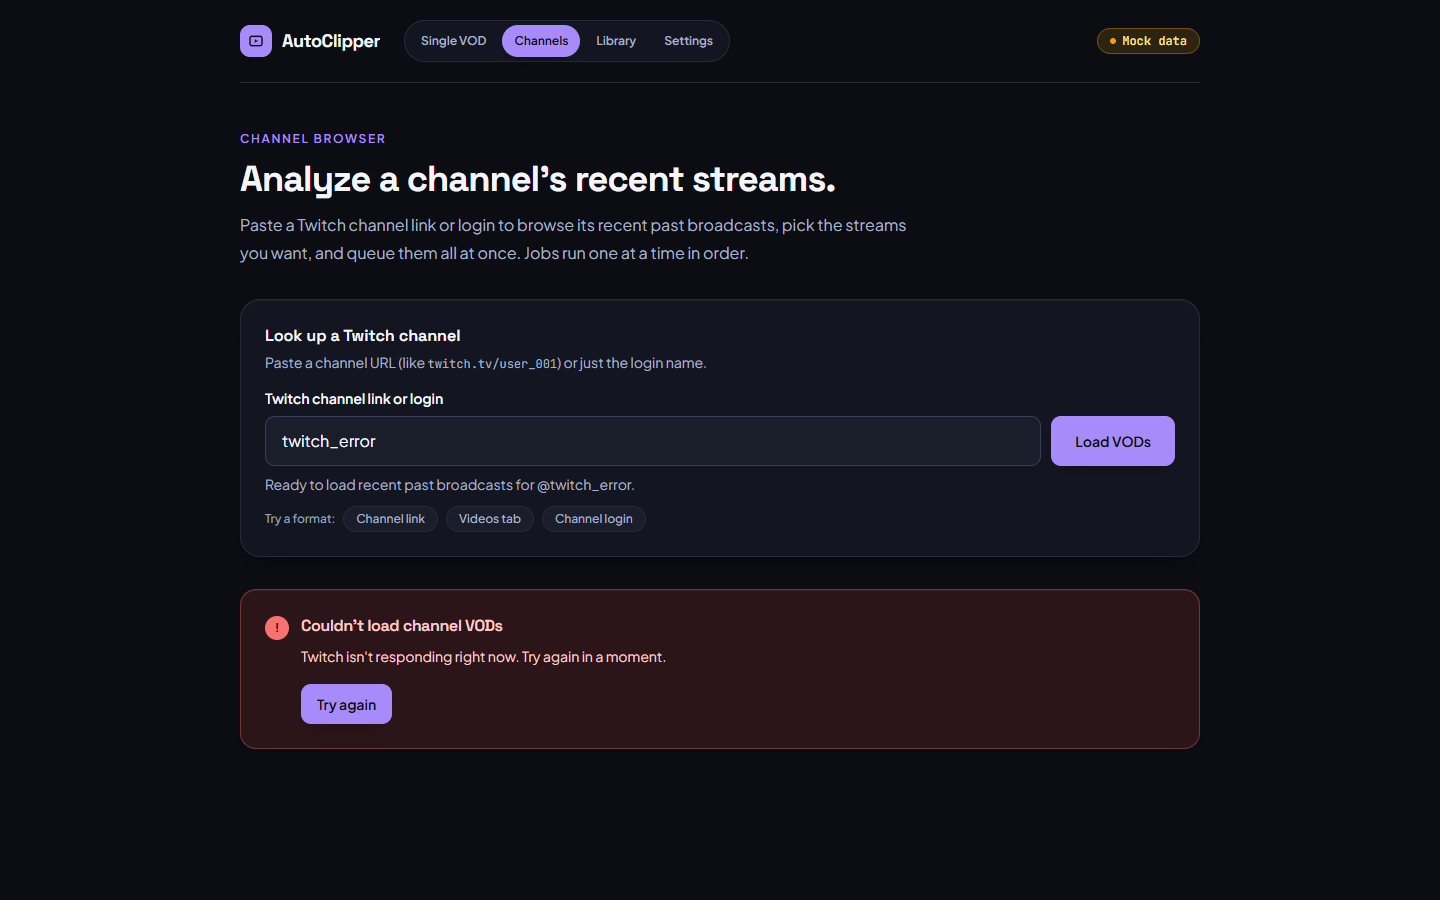 AutoClipper
Single VOD
Channels
Library
Settings
Mock data
CHANNEL BROWSER
Analyze a channel’s recent streams.
Paste a Twitch channel link or login to browse its recent past broadcasts, pick the streams
you want, and queue them all at once. Jobs run one at a time in order.
Look up a Twitch channel
Paste a channel URL (like twitch.tv/user_001) or just the login name.
Twitch channel link or login
twitch_error
Load VODs
Ready to load recent past broadcasts for @twitch_error.
Try a format:
Channel link
Videos tab
Channel login
!
Couldn’t load channel VODs
Twitch isn't responding right now. Try again in a moment.
Try again